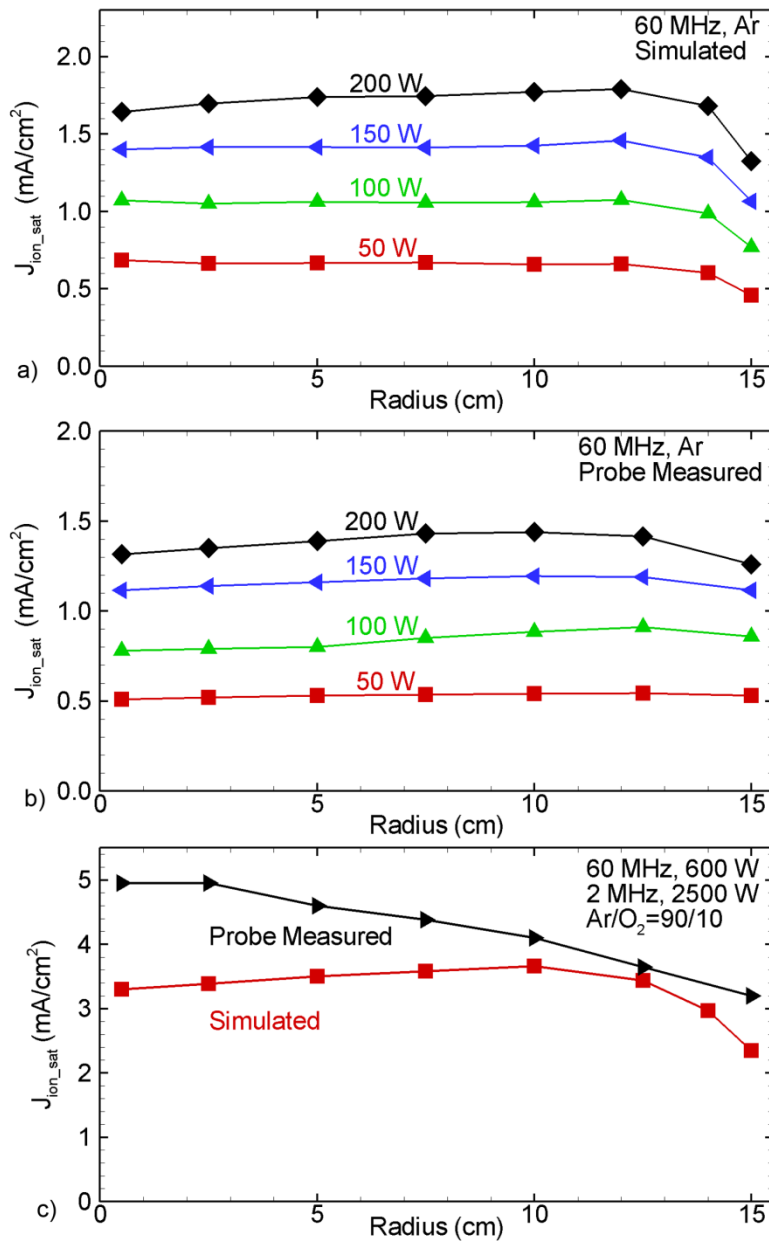 60 MHz, Ar
Simulated
2.0
200 W
1.5
150 W
1.0
100 W
50 W
0.5
0.0
J_ion_sat (mA/cm²)
a)
0 5 10 15
Radius (cm)
2.0
60 MHz, Ar
Probe Measured
200 W
1.5
150 W
1.0
100 W
50 W
0.5
0.0
J_ion_sat (mA/cm²)
b)
0 5 10 15
Radius (cm)
60 MHz, 600 W
2 MHz, 2500 W
Ar/O₂=90/10
5
4
Probe Measured
3
Simulated
2
1
0
J_ion_sat (mA/cm²)
c)
0 5 10 15
Radius (cm)